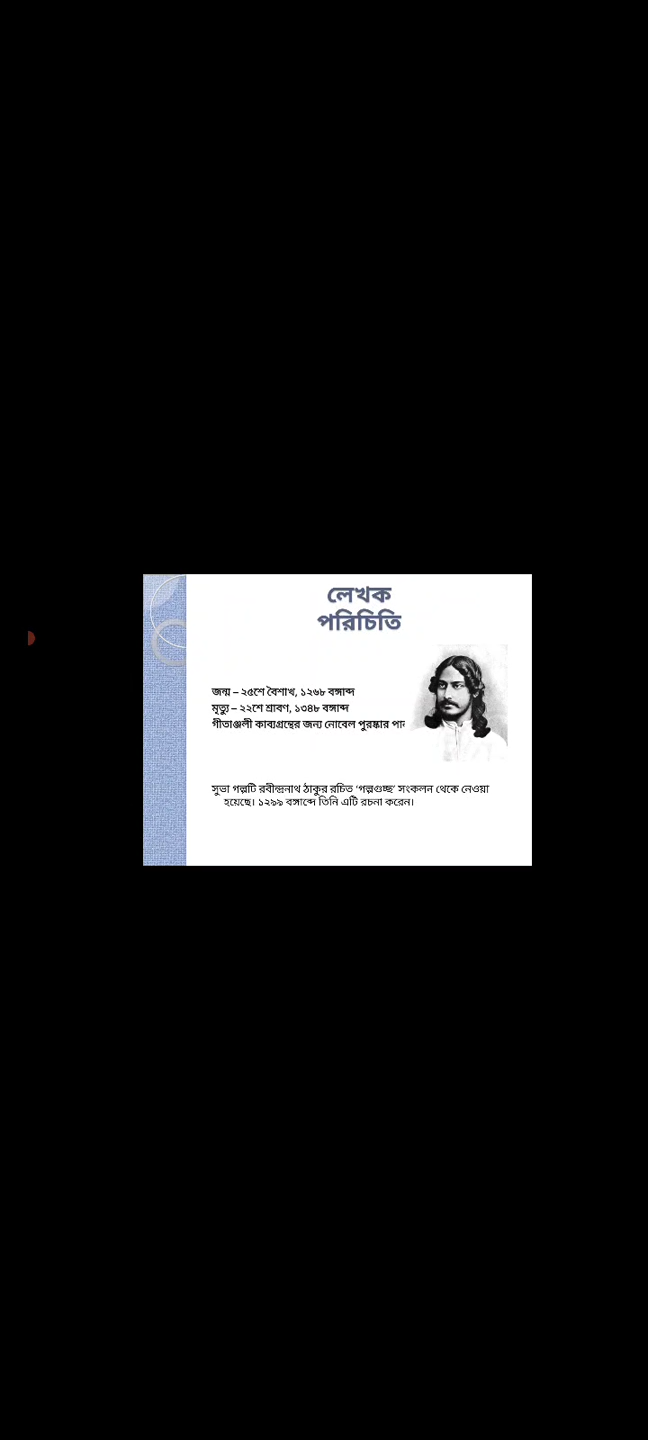 লেখক
পরিচিতি
জন্ম – ২৫শে বৈশাখ, ১২৬৮ বঙ্গাব্দ
মৃত্যু – ২২শে শ্রাবণ, ১৩৪৮ বঙ্গাব্দ
গীতাঞ্জলী কাব্যগ্রন্থের জন্য নোবেল পুরষ্কার
সুভা গল্পটি রবীন্দ্রনাথ ঠাকুর রচিত ‘গল্পগুচ্ছ’ সংকলন থেকে নেওয়া
হয়েছে। ১২৯৯ বঙ্গাব্দে তিনি এটি রচনা করেন।